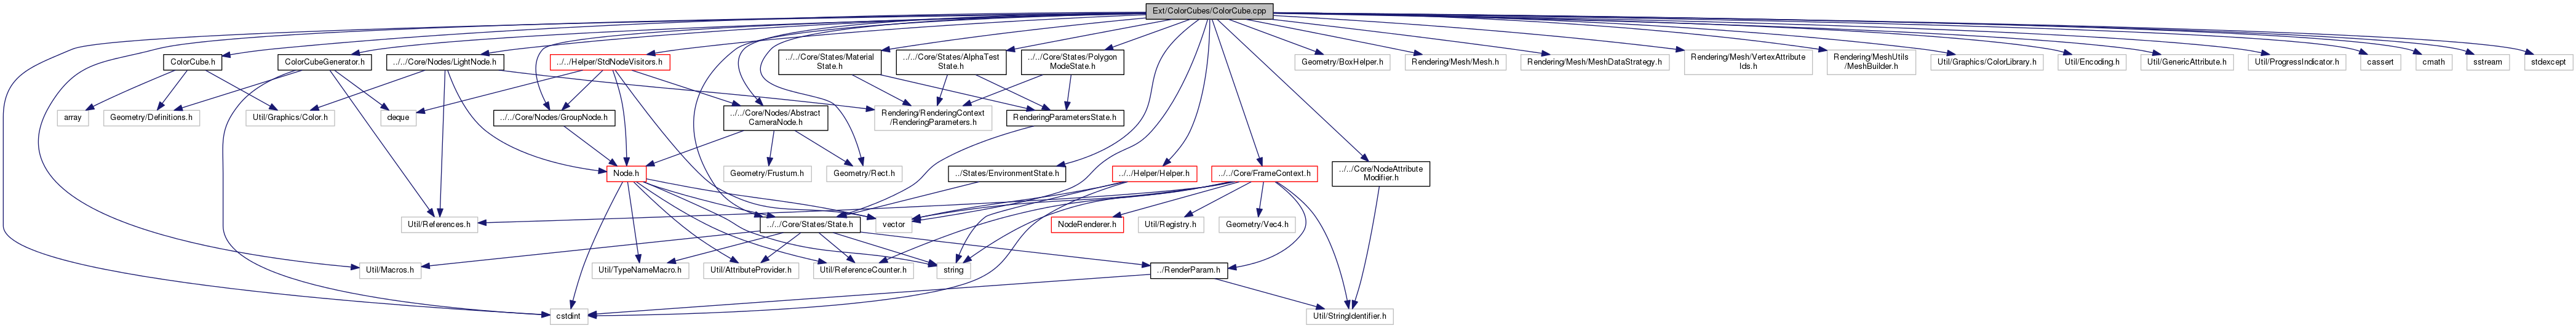 Ext/ColorCubes/ColorCube.cpp
ColorCube.h
ColorCubeGenerator.h
../../Core/Nodes/LightNode.h
../../Helper/StdNodeVisitors.h
../../Core/States/Material
State.h
../../Core/States/AlphaTest
State.h
../../Core/States/Polygon
ModeState.h
Geometry/BoxHelper.h
Rendering/Mesh/Mesh.h
Rendering/Mesh/MeshDataStrategy.h
Rendering/Mesh/VertexAttribute
Ids.h
Rendering/MeshUtils
/MeshBuilder.h
Util/Graphics/ColorLibrary.h
Util/Encoding.h
Util/GenericAttribute.h
Util/ProgressIndicator.h
cassert
cmath
sstream
stdexcept
array
Geometry/Definitions.h
Util/Graphics/Color.h
deque
../../Core/Nodes/GroupNode.h
../../Core/Nodes/Abstract
CameraNode.h
Rendering/RenderingContext
/RenderingParameters.h
RenderingParametersState.h
Node.h
Geometry/Frustum.h
Geometry/Rect.h
../States/EnvironmentState.h
../../Helper/Helper.h
../../Core/FrameContext.h
../../Core/NodeAttribute
Modifier.h
Util/References.h
../../Core/States/State.h
vector
NodeRenderer.h
Util/Registry.h
Geometry/Vec4.h
Util/Macros.h
Util/TypeNameMacro.h
Util/AttributeProvider.h
Util/ReferenceCounter.h
string
../RenderParam.h
cstdint
Util/StringIdentifier.h